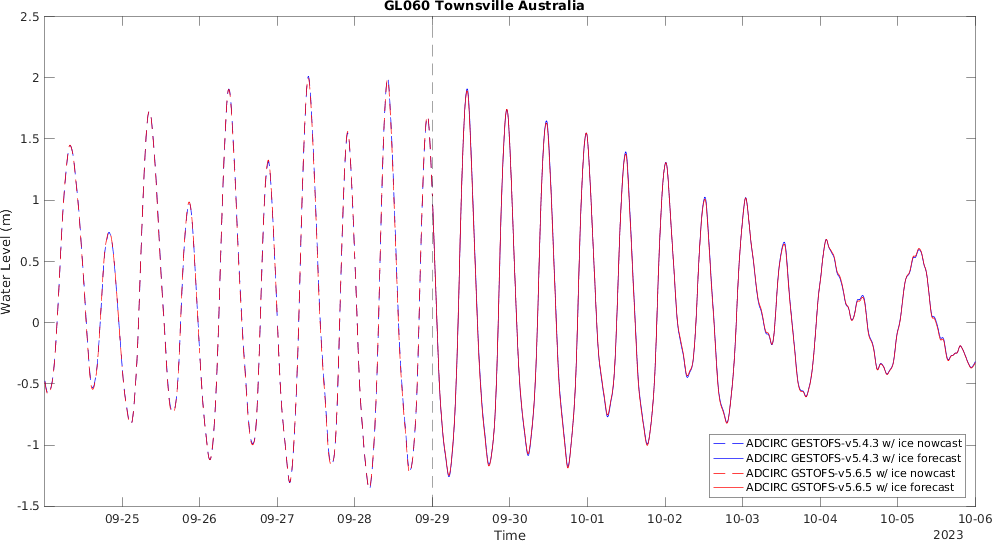 GL060 Townsville Australia
2.5
2
1.5
1
0.5
0
-0.5
-1
-1.5
Water Level (m)
ADCIRC GESTOFS-v5.4.3 w/ ice nowcast
ADCIRC GESTOFS-v5.4.3 w/ ice forecast
ADCIRC GSTOFS-v5.6.5 w/ ice nowcast
ADCIRC GSTOFS-v5.6.5 w/ ice forecast
09-25 09-26 09-27 09-28 09-29 09-30 10-01 10-02 10-03 10-04 10-05 10-06
2023
Time